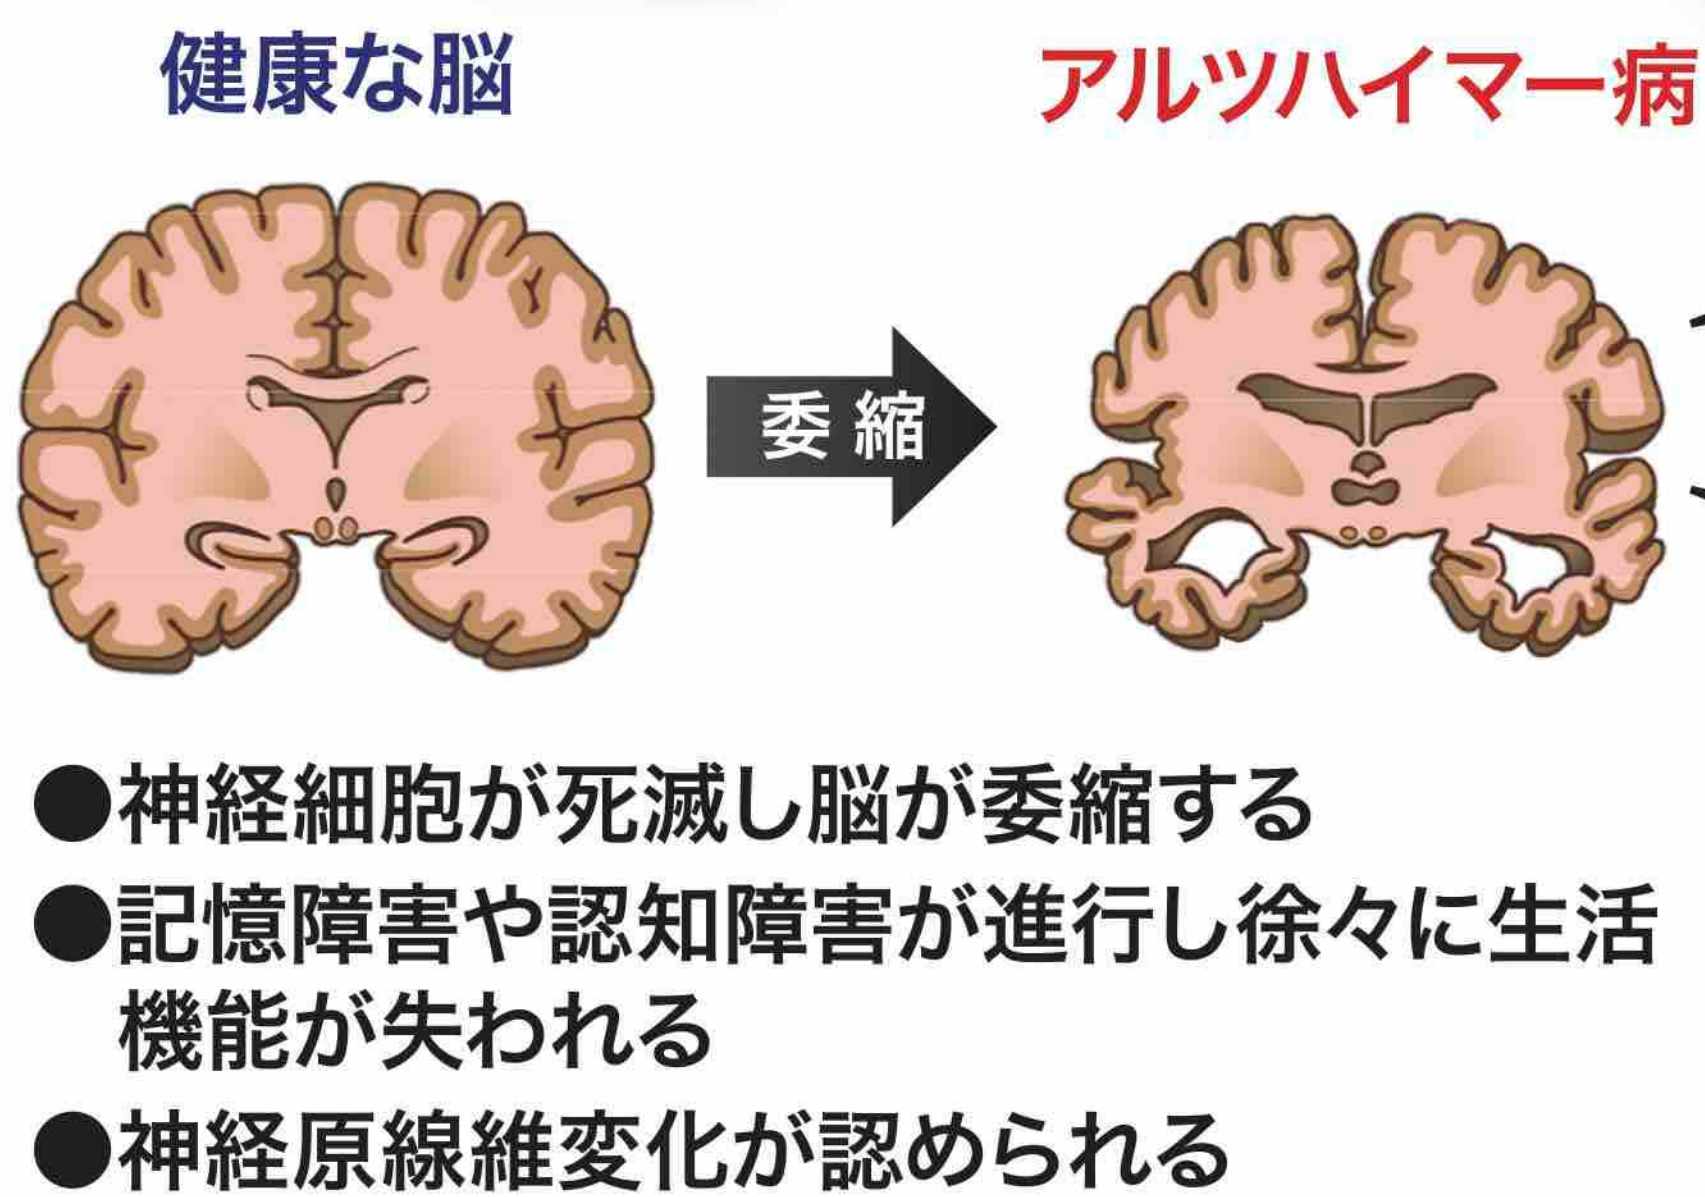 健康な脳
アルツハイマー病
委縮
●神経細胞が死滅し脳が委縮する
●記憶障害や認知障害が進行し徐々に生活
機能が失われる
●神経原線維変化が認められる